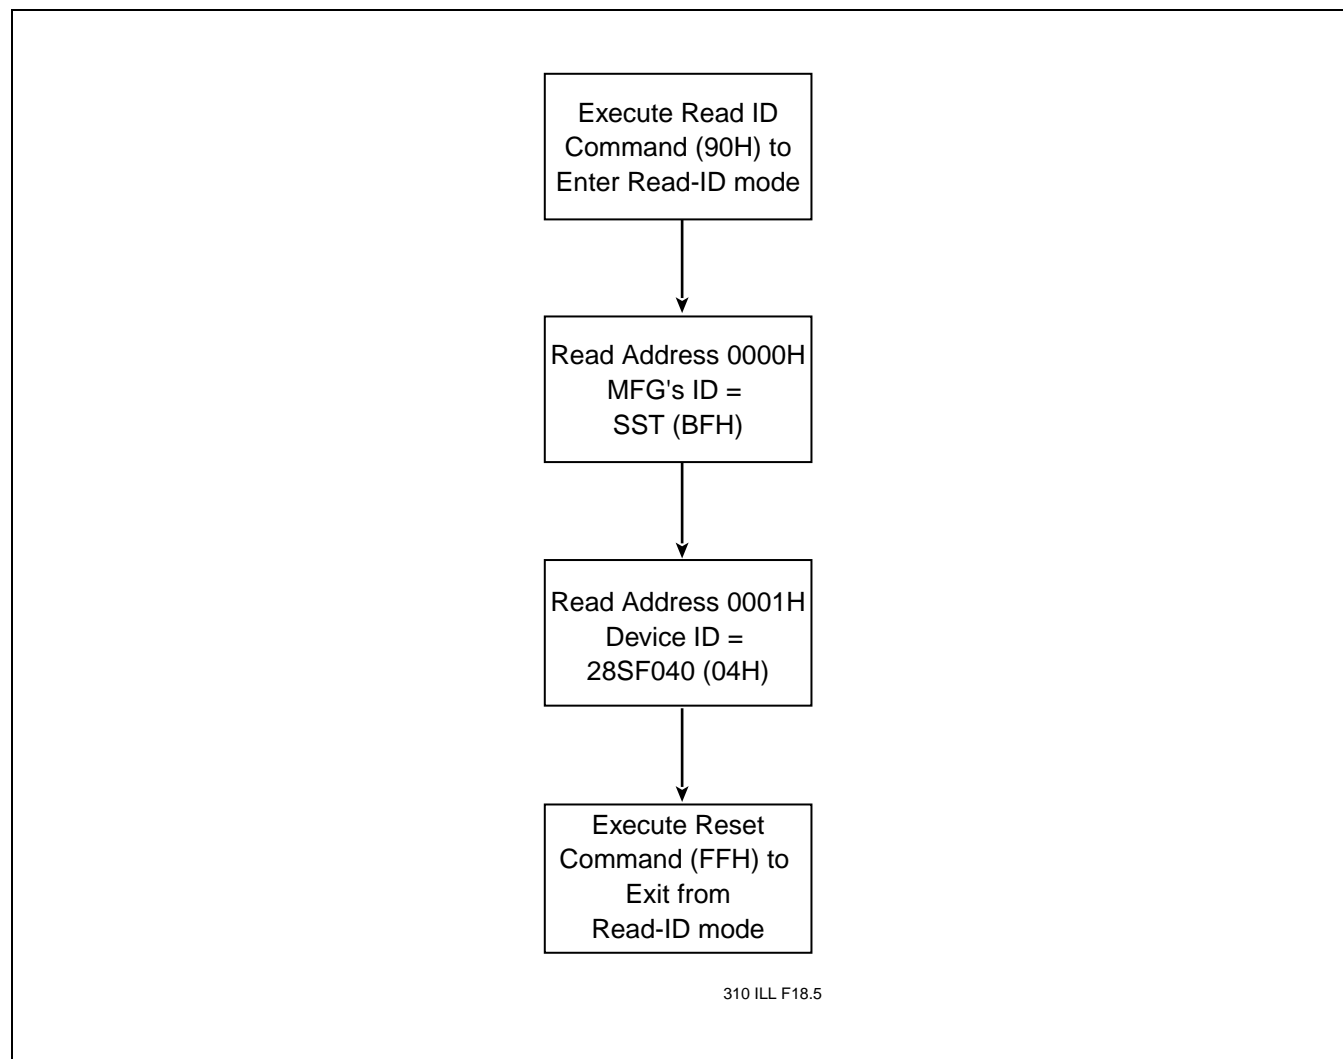 Execute Read ID
Command (90H) to
Enter Read-ID mode
Read Address 0000H
MFG's ID =
SST (BFH)
Read Address 0001H
Device ID =
28SF040 (04H)
Execute Reset
Command (FFH) to
Exit from
Read-ID mode
310 ILL F18.5